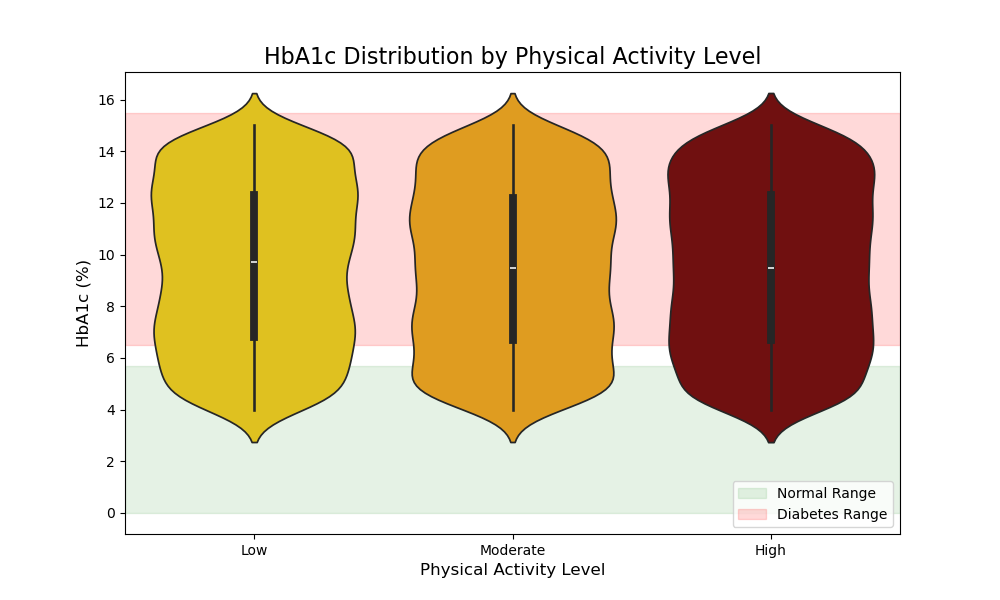 HbA1c Distribution by Physical Activity Level
HbA1c (%)
16
14
12
10
8
6
4
2
0
Normal Range
Diabetes Range
Low Moderate High
Physical Activity Level